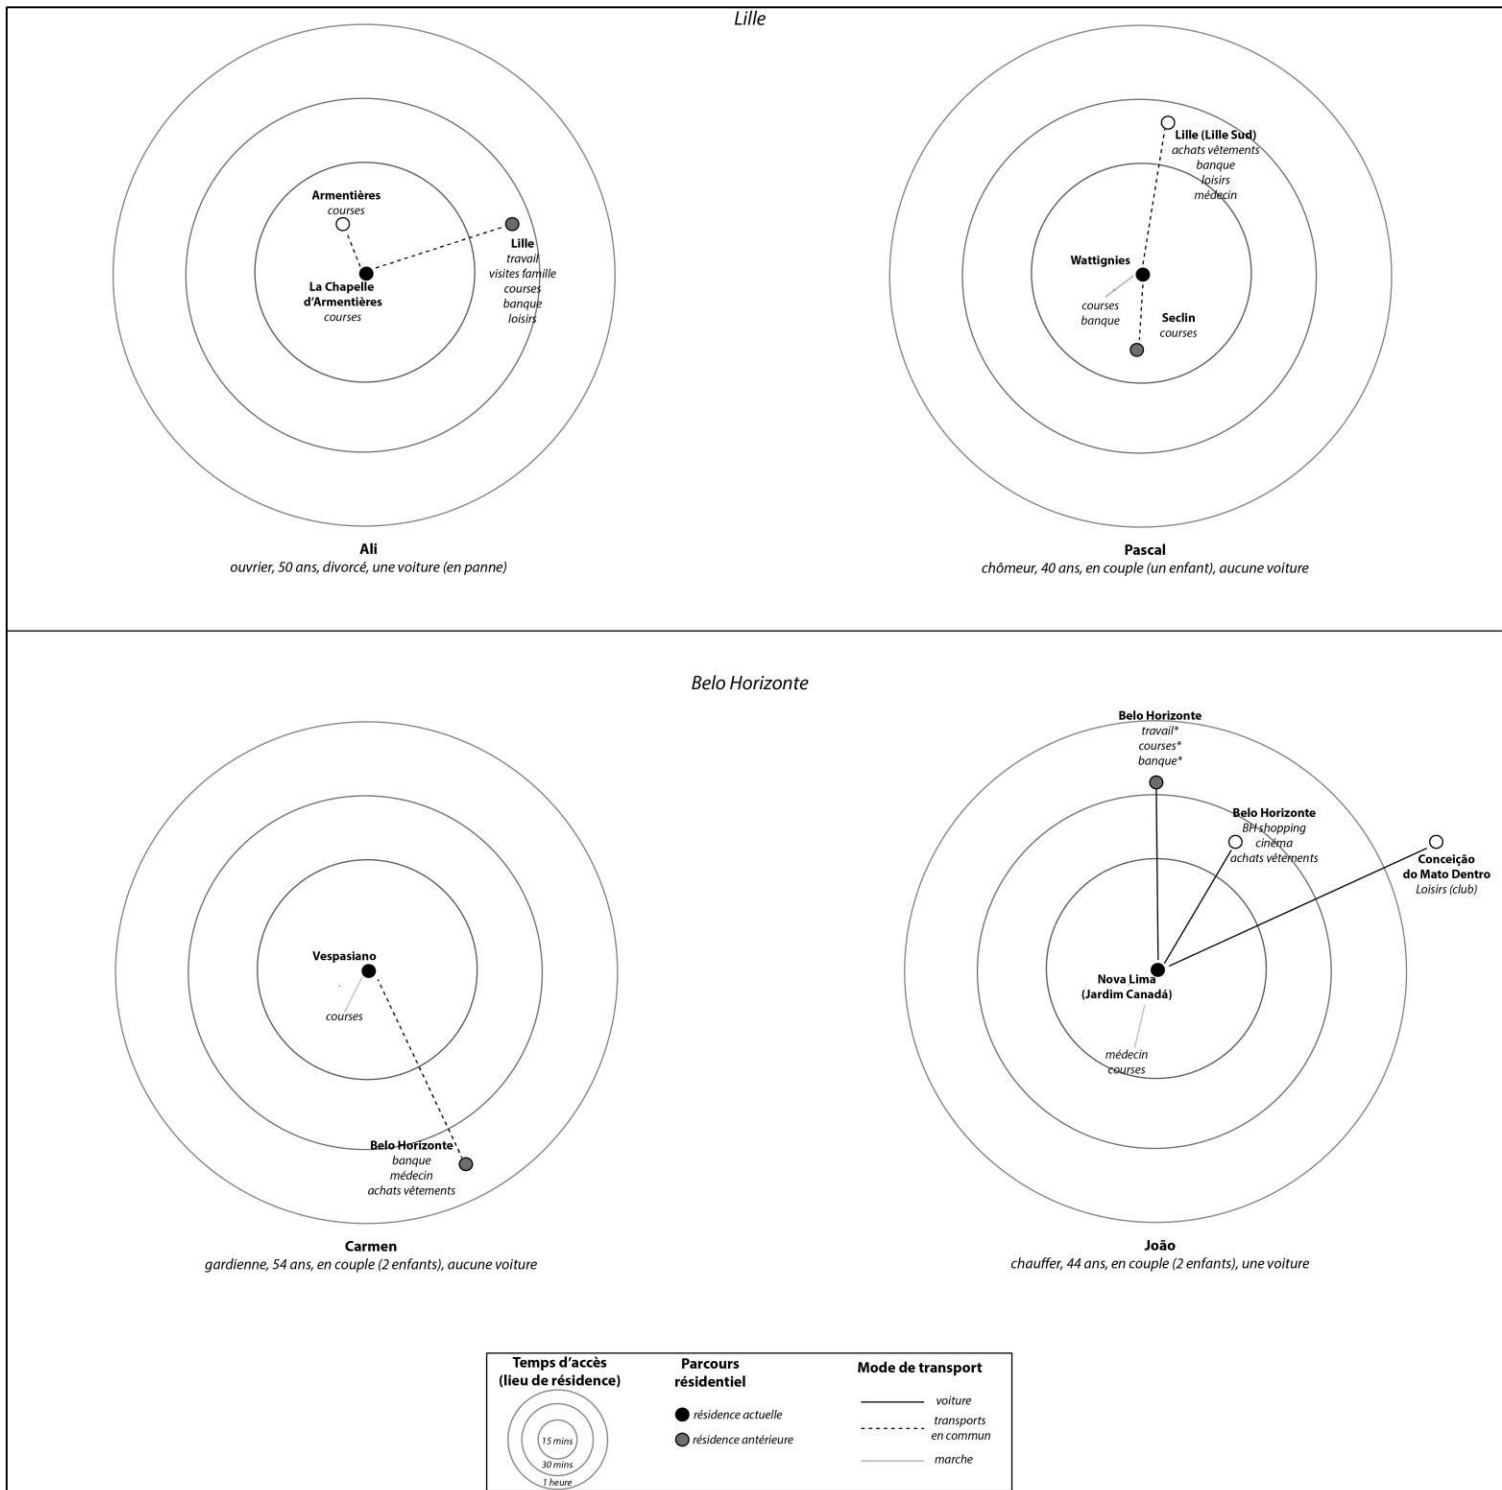 Lille
Armentières
courses
La Chapelle
d'Armentières
courses
Lille
travail
visites famille
courses
banque
loisirs
Ali
ouvrier, 50 ans, divorcé, une voiture (en panne)
Lille (Lille Sud)
achats vêtements
banque
loisirs
médecin
Wattignies
courses
banque
Seclin
courses
Pascal
chômeur, 40 ans, en couple (un enfant), aucune voiture
Belo Horizonte
Vespasiano
courses
Belo Horizonte
banque
médecin
achats vêtements
Carmen
gardienne, 54 ans, en couple (2 enfants), aucune voiture
Belo Horizonte
travail*
courses*
banque*
Belo Horizonte
BH shopping
cinéma
achats vêtements
Conceição
do Mato Dentro
Loisirs (club)
Nova Lima
(Jardim Canadá)
médecin
courses
João
chauffer, 44 ans, en couple (2 enfants), une voiture
Temps d'accès
(lieu de résidence)
15 mins
30 mins
1 heure
Parcours
résidentiel
résidence actuelle
résidence antérieure
Mode de transport
voiture
transports
en commun
marche